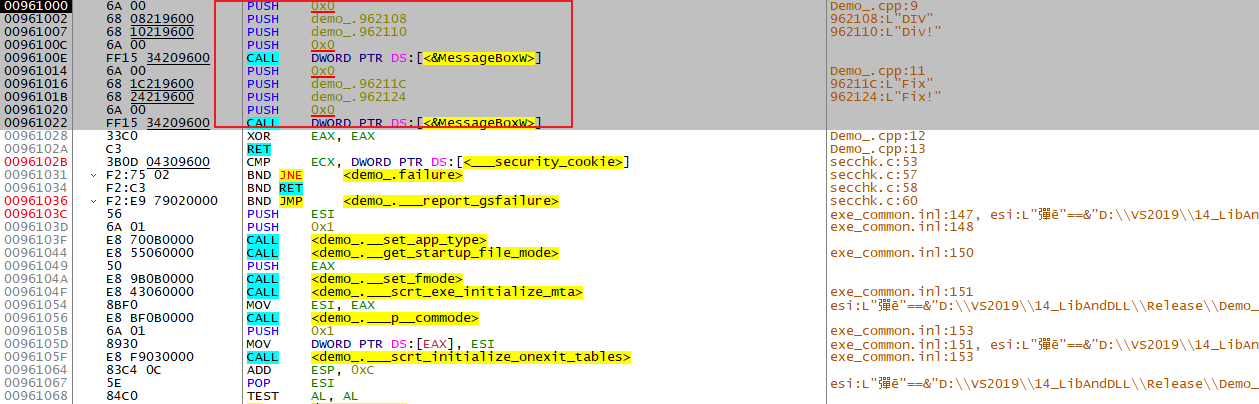 00961000 6A 00 PUSH 0x0 Demo_.cpp:9
00961002 68 08219600 PUSH demo_.962108 962108:L"DIV"
00961007 68 10219600 PUSH demo_.962110 962110:L"Div!"
0096100C 6A 00 PUSH 0x0
0096100E FF15 34209600 CALL DWORD PTR DS:[<&MessageBoxW>]
00961014 6A 00 PUSH 0x0 Demo_.cpp:11
00961016 68 1C219600 PUSH demo_.96211C 96211C:L"Fix"
0096101B 68 24219600 PUSH demo_.962124 962124:L"Fix!"
00961020 6A 00 PUSH 0x0
00961022 FF15 34209600 CALL DWORD PTR DS:[<&MessageBoxW>]
00961028 33C0 XOR EAX, EAX Demo_.cpp:12
0096102A C3 RET Demo_.cpp:13
0096102B 3B0D 04309600 CMP ECX, DWORD PTR DS:[<___security_cookie>] secchk.c:53
00961031 F2:75 02 BND JNE <demo_.failure> secchk.c:57
00961034 F2:C3 BND RET secchk.c:58
00961036 F2:E9 79020000 BND JMP <demo_.___report_gsfailure> secchk.c:60
0096103C 56 PUSH ESI exe_common.inl:147, esi:L"彈ē"==&"D:\\VS2019\\14_LibAn
0096103D 6A 01 PUSH 0x1 exe_common.inl:148
0096103F E8 700B0000 CALL <demo_.__set_app_type>
00961044 E8 55060000 CALL <demo_.__get_startup_file_mode> exe_common.inl:150
00961049 50 PUSH EAX
0096104A E8 9B0B0000 CALL <demo_.__set_fmode>
0096104F E8 43060000 CALL <demo_.___scrt_exe_initialize_mta> exe_common.inl:151
00961054 8BF0 MOV ESI, EAX esi:L"彈ē"==&"D:\\VS2019\\14_LibAndDLL\\Release\\Demo_
00961056 E8 BF0B0000 CALL <demo_.___p__commode>
0096105B 6A 01 PUSH 0x1 exe_common.inl:153
0096105D 8930 MOV DWORD PTR DS:[EAX], ESI exe_common.inl:151, esi:L"彈ē"==&"D:\\VS2019\\14_LibAn
0096105F E8 F9030000 CALL <demo_.___scrt_initialize_onexit_tables> exe_common.inl:153
00961064 83C4 0C ADD ESP, 0xC
00961067 5E POP ESI esi:L"彈ē"==&"D:\\VS2019\\14_LibAndDLL\\Release\\Demo_
00961068 84C0 TEST AL, AL